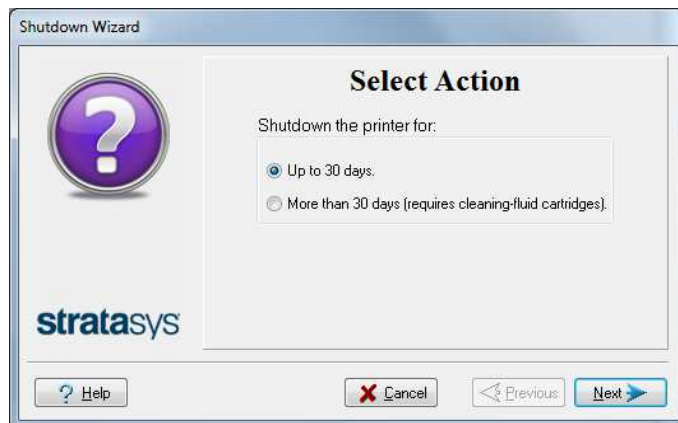 Shutdown Wizard
Select Action
Shutdown the printer for:
Up to 30 days.
More than 30 days (requires cleaning-fluid cartridges).
stratasys
? Help
Cancel
Previous
Next